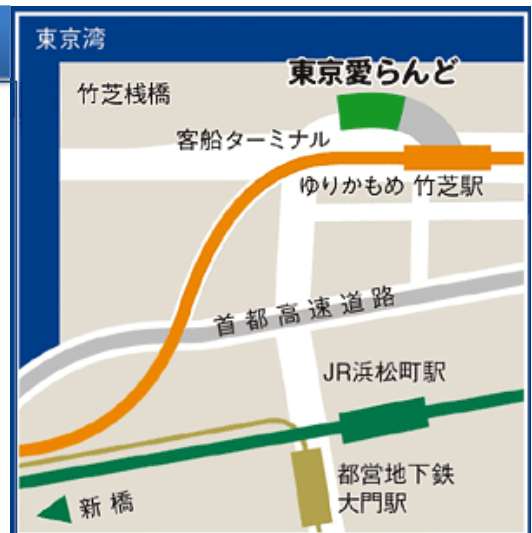 東京湾
東京愛らんど
竹芝桟橋
客船ターミナル
ゆりかもめ 竹芝駅
首都高速道路
JR浜松町駅
都営地下鉄
大門駅
新橋